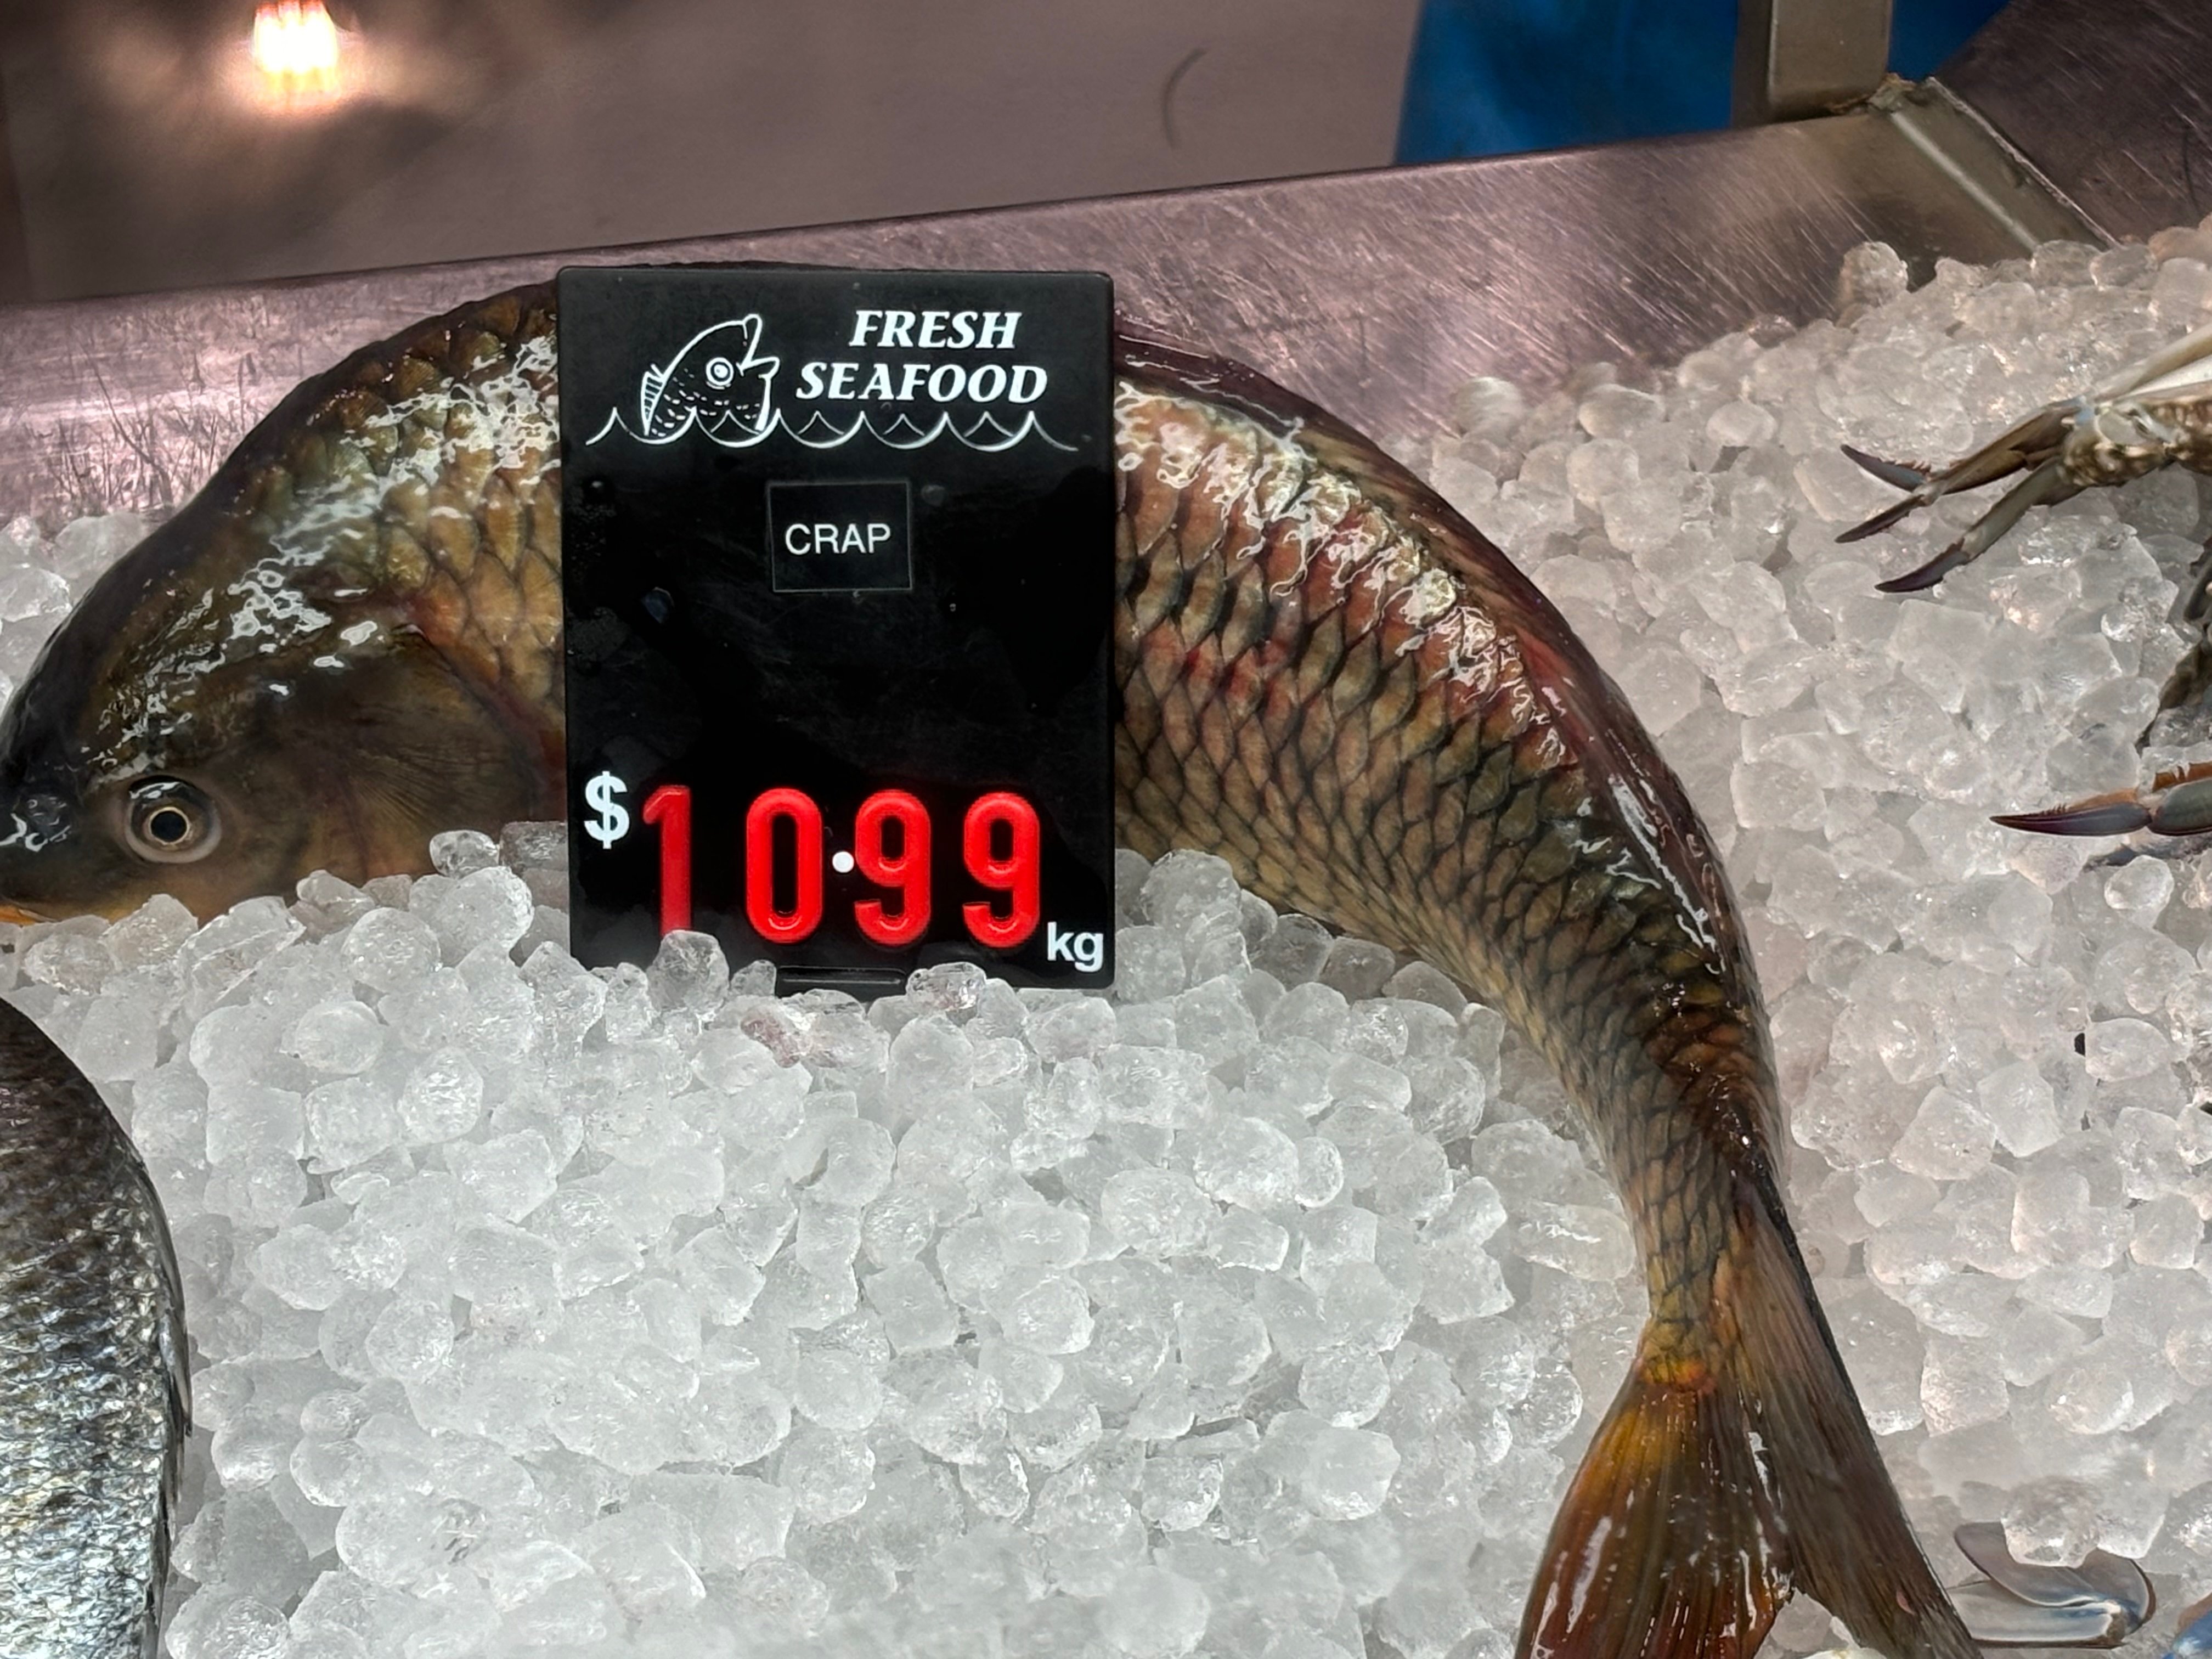 FRESH
SEAFOOD
CRAP
$10.99
kg